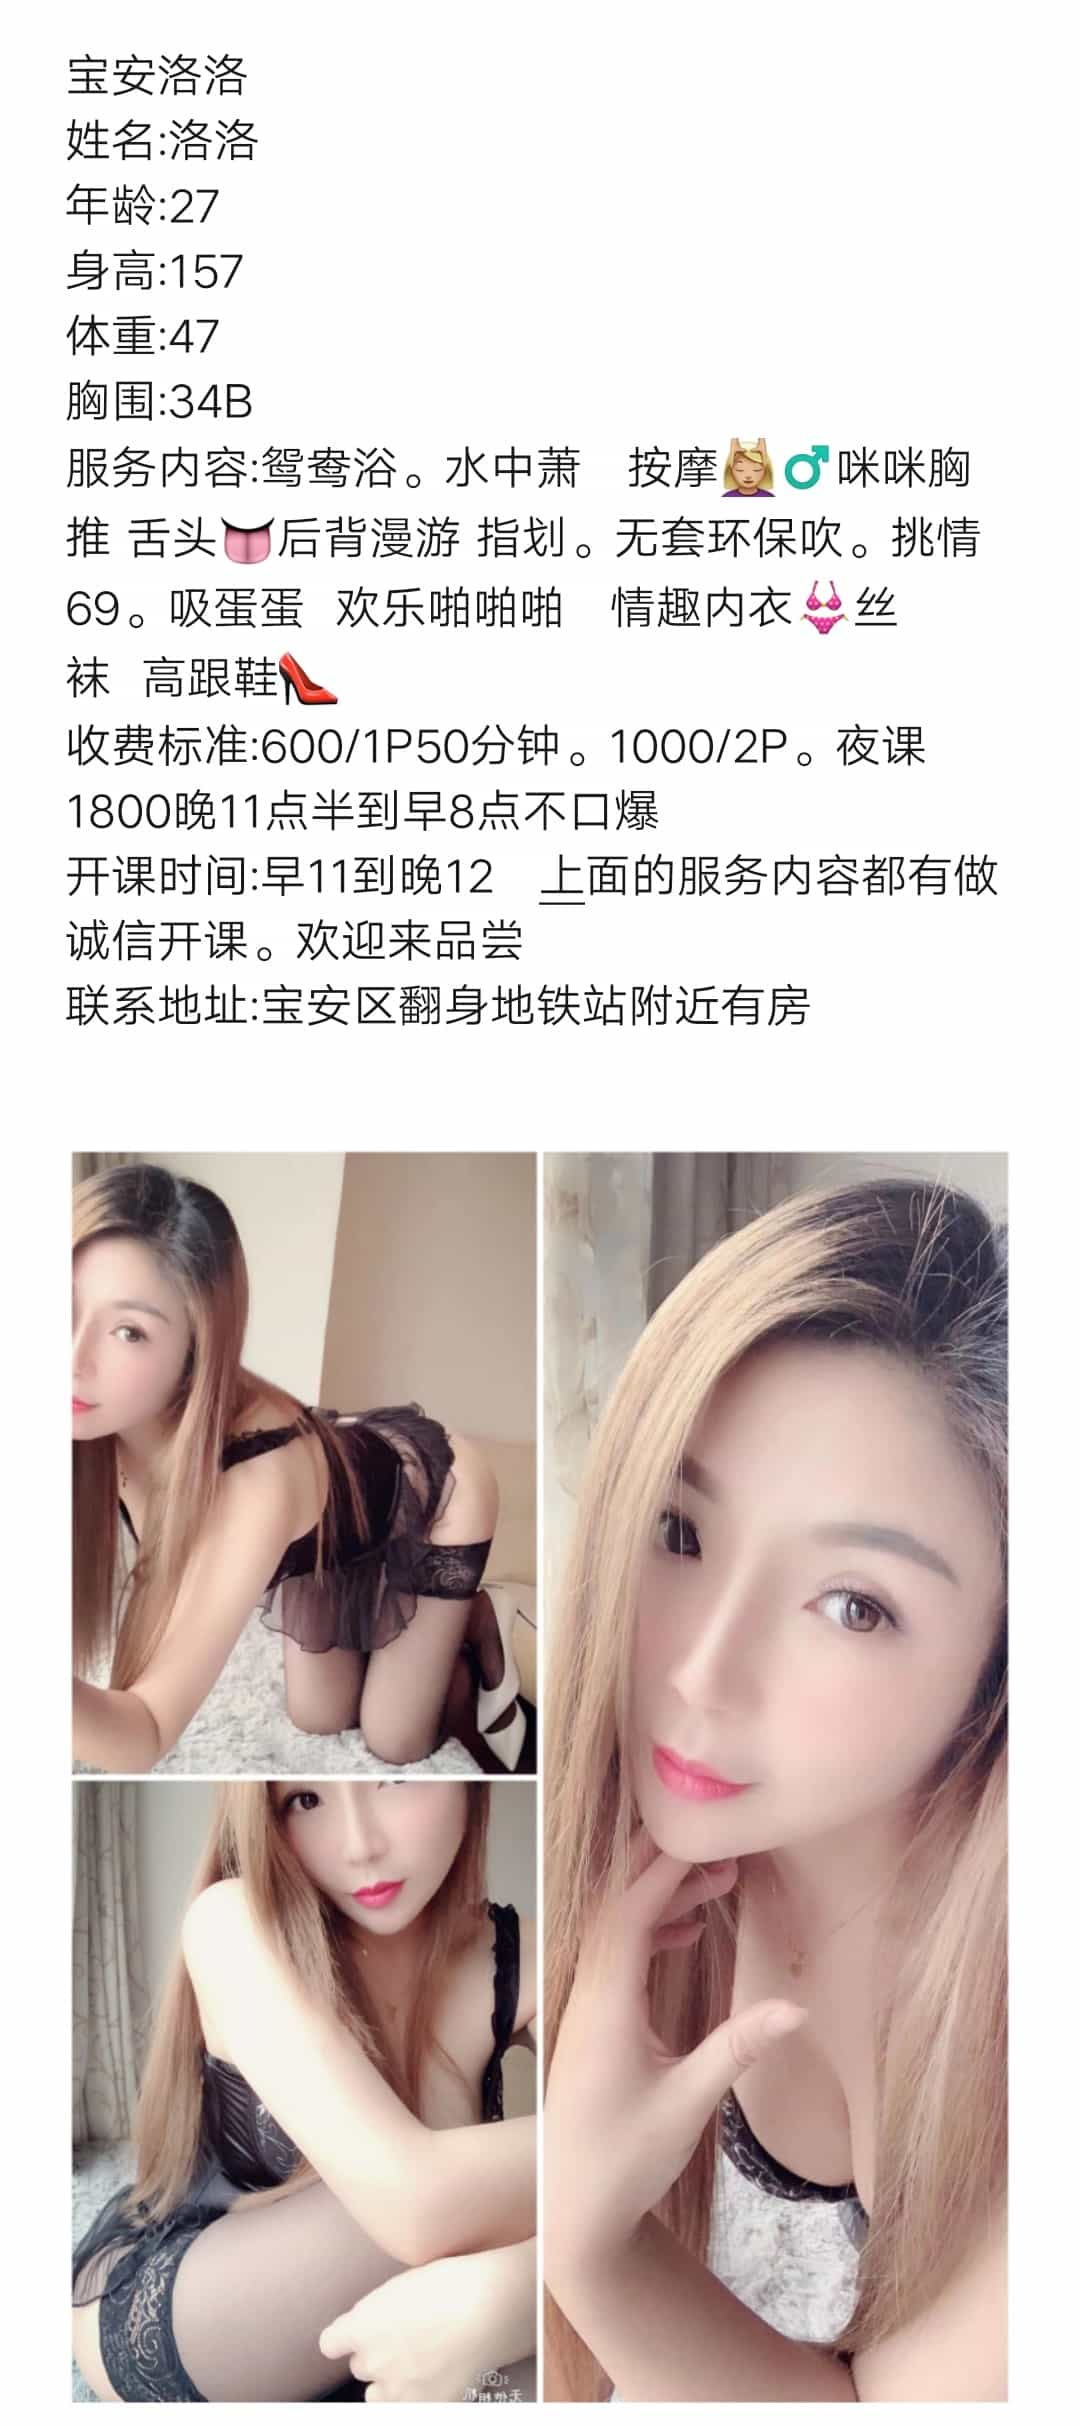 宝安洛洛
姓名:洛洛
年龄:27
身高:157
体重:47
胸围:34B
服务内容:鸳鸯浴。水中萧 按摩💆🏼‍♂咪咪胸
推 舌头👅后背漫游 指划。无套环保吹。挑情
69。吸蛋蛋 欢乐啪啪啪 情趣内衣👙丝
袜 高跟鞋👠
收费标准:600/1P50分钟。1000/2P。夜课
1800晚11点半到早8点不口爆
开课时间:早11到晚12 上面的服务内容都有做
诚信开课。欢迎来品尝
联系地址:宝安区翻身地铁站附近有房